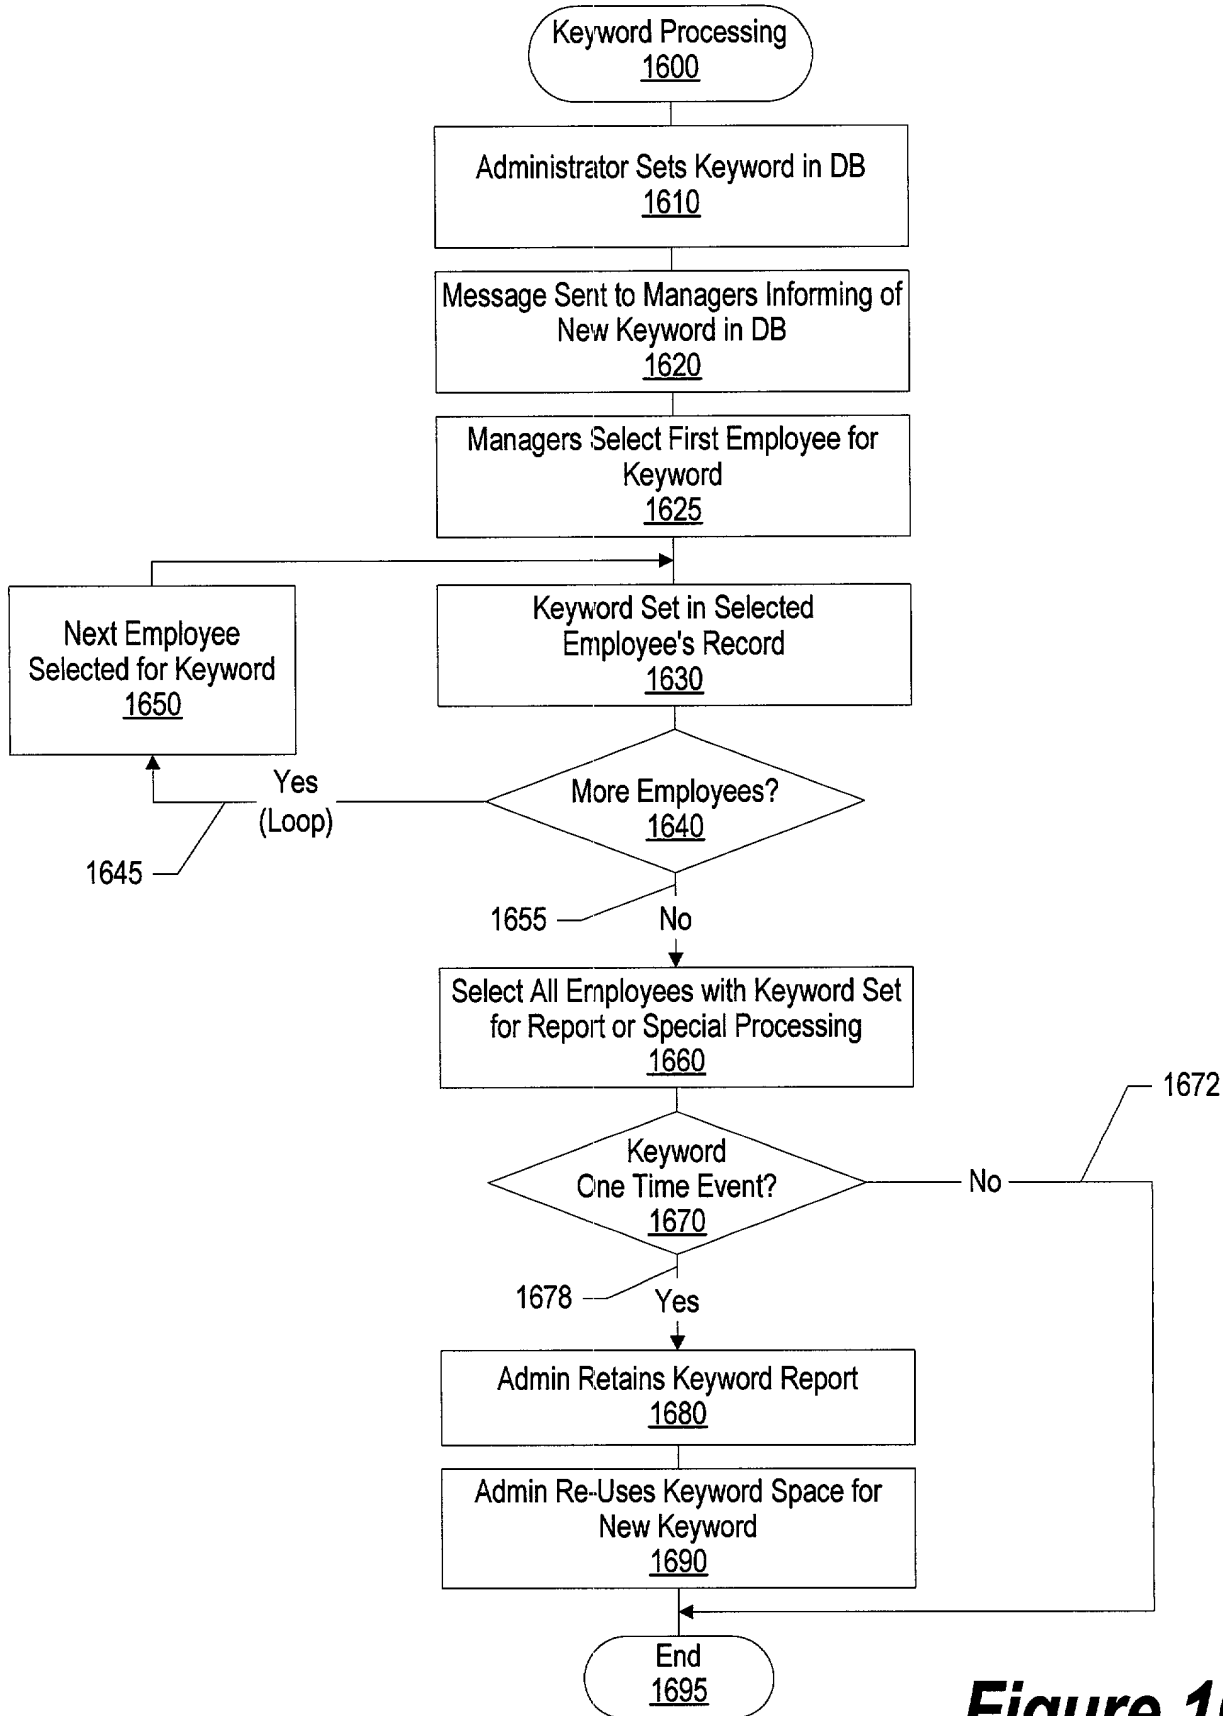 Keyword Processing
1600
Administrator Sets Keyword in DB
1610
Message Sent to Managers Informing of
New Keyword in DB
1620
Managers Select First Employee for
Keyword
1625
Next Employee
Selected for Keyword
1650
Keyword Set in Selected
Employee's Record
1630
Yes
(Loop)
1645
More Employees?
1640
1655
No
Select All Employees with Keyword Set
for Report or Special Processing
1660
1672
Keyword
One Time Event?
1670
No
1678
Yes
Admin Retains Keyword Report
1680
Admin Re-Uses Keyword Space for
New Keyword
1690
End
1695
Figure